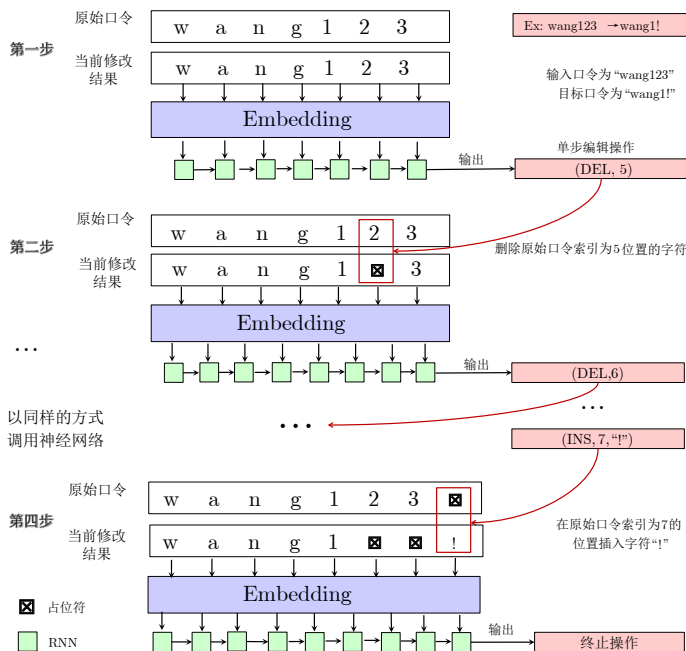 原始口令
w a n g 1 2 3
Ex: wang123 →wang1!
第一步
当前修改
结果
w a n g 1 2 3
输入口令为“wang123”
目标口令为“wang1!”
Embedding
单步编辑操作
输出
(DEL, 5)
原始口令
w a n g 1 2 3
第二步
删除原始口令索引为5位置的字符
当前修改
结果
w a n g 1 3
Embedding
...
输出
(DEL,6)
...
以同样的方式
调用神经网络
...
(INS, 7,“!”)
原始口令
w a n g 1 2 3
第四步
当前修改
结果
w a n g 1 !
在原始口令索引为7的
位置插入字符“!”
Embedding
占位符
输出
RNN
终止操作